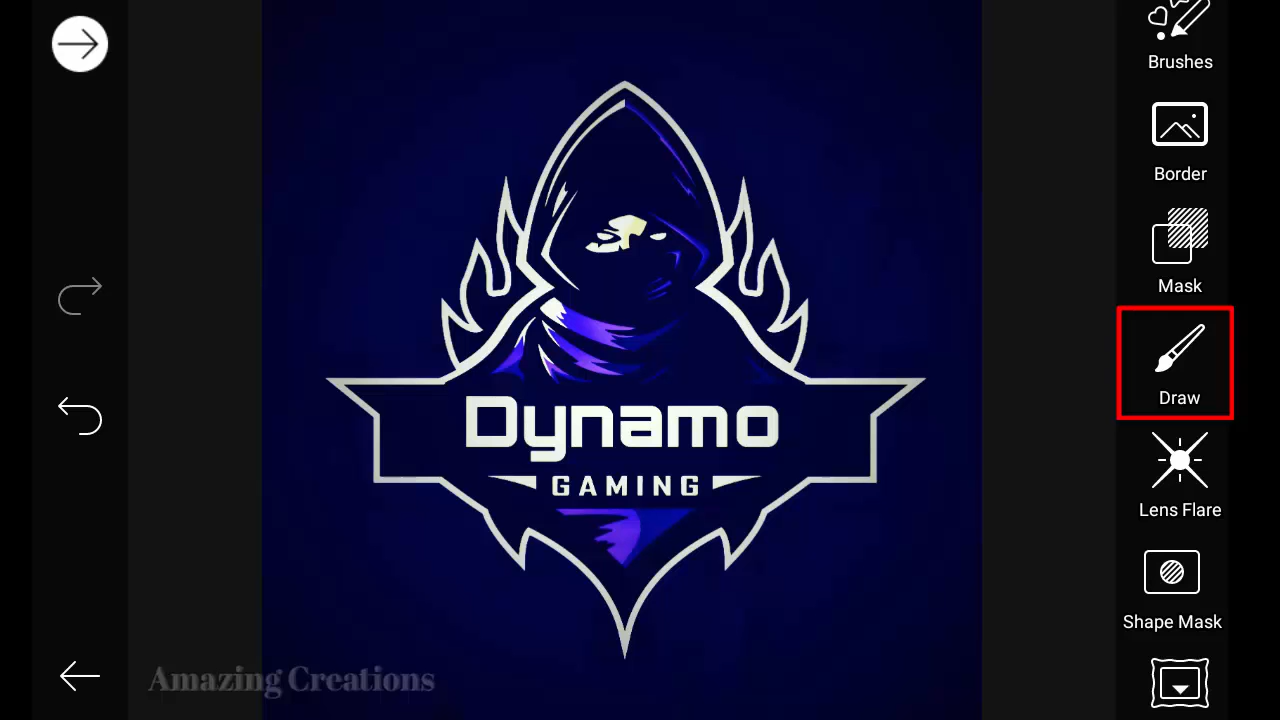 Brushes
Border
Mask
Draw
Dynamo
GAMING
Lens Flare
Shape Mask
Amazing Creations